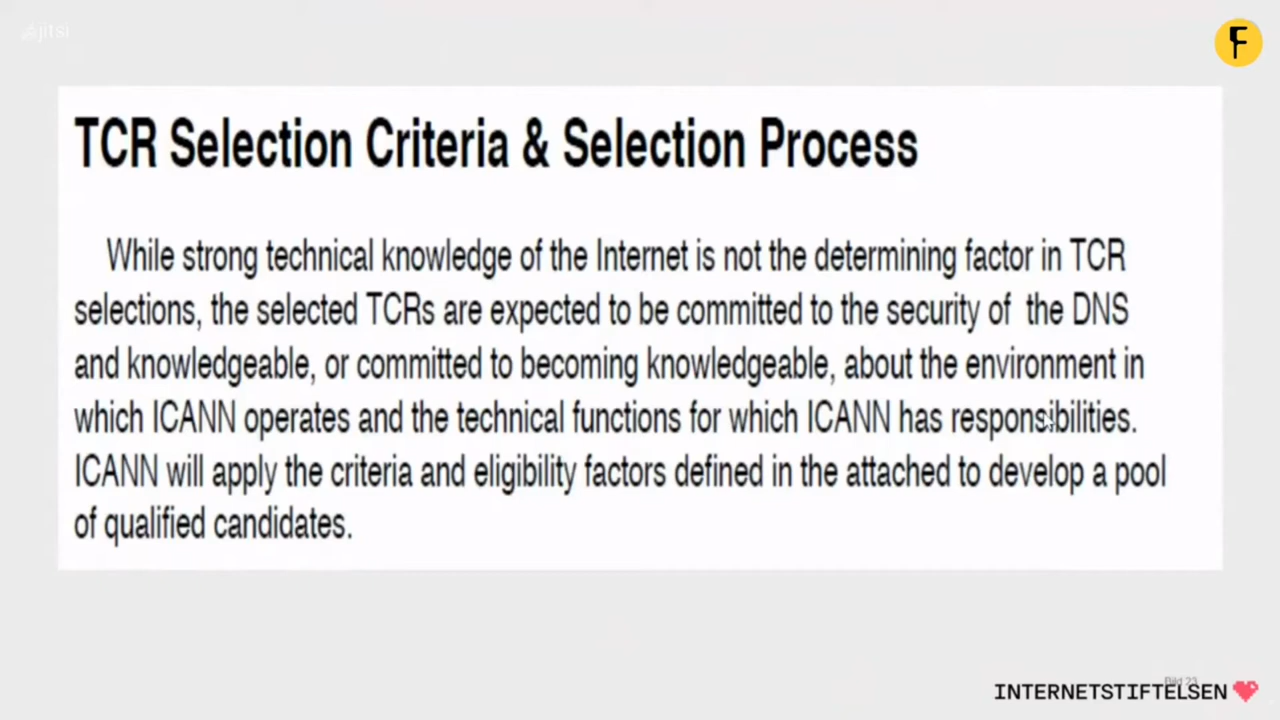 jitsi
F
TCR Selection Criteria & Selection Process
While strong technical knowledge of the Internet is not the determining factor in TCR
selections, the selected TCRs are expected to be committed to the security of the DNS
and knowledgeable, or committed to becoming knowledgeable, about the environment in
which ICANN operates and the technical functions for which ICANN has responsibilities.
ICANN will apply the criteria and eligibility factors defined in the attached to develop a pool
of qualified candidates.
Bild 23
INTERNETSTIFTELSEN